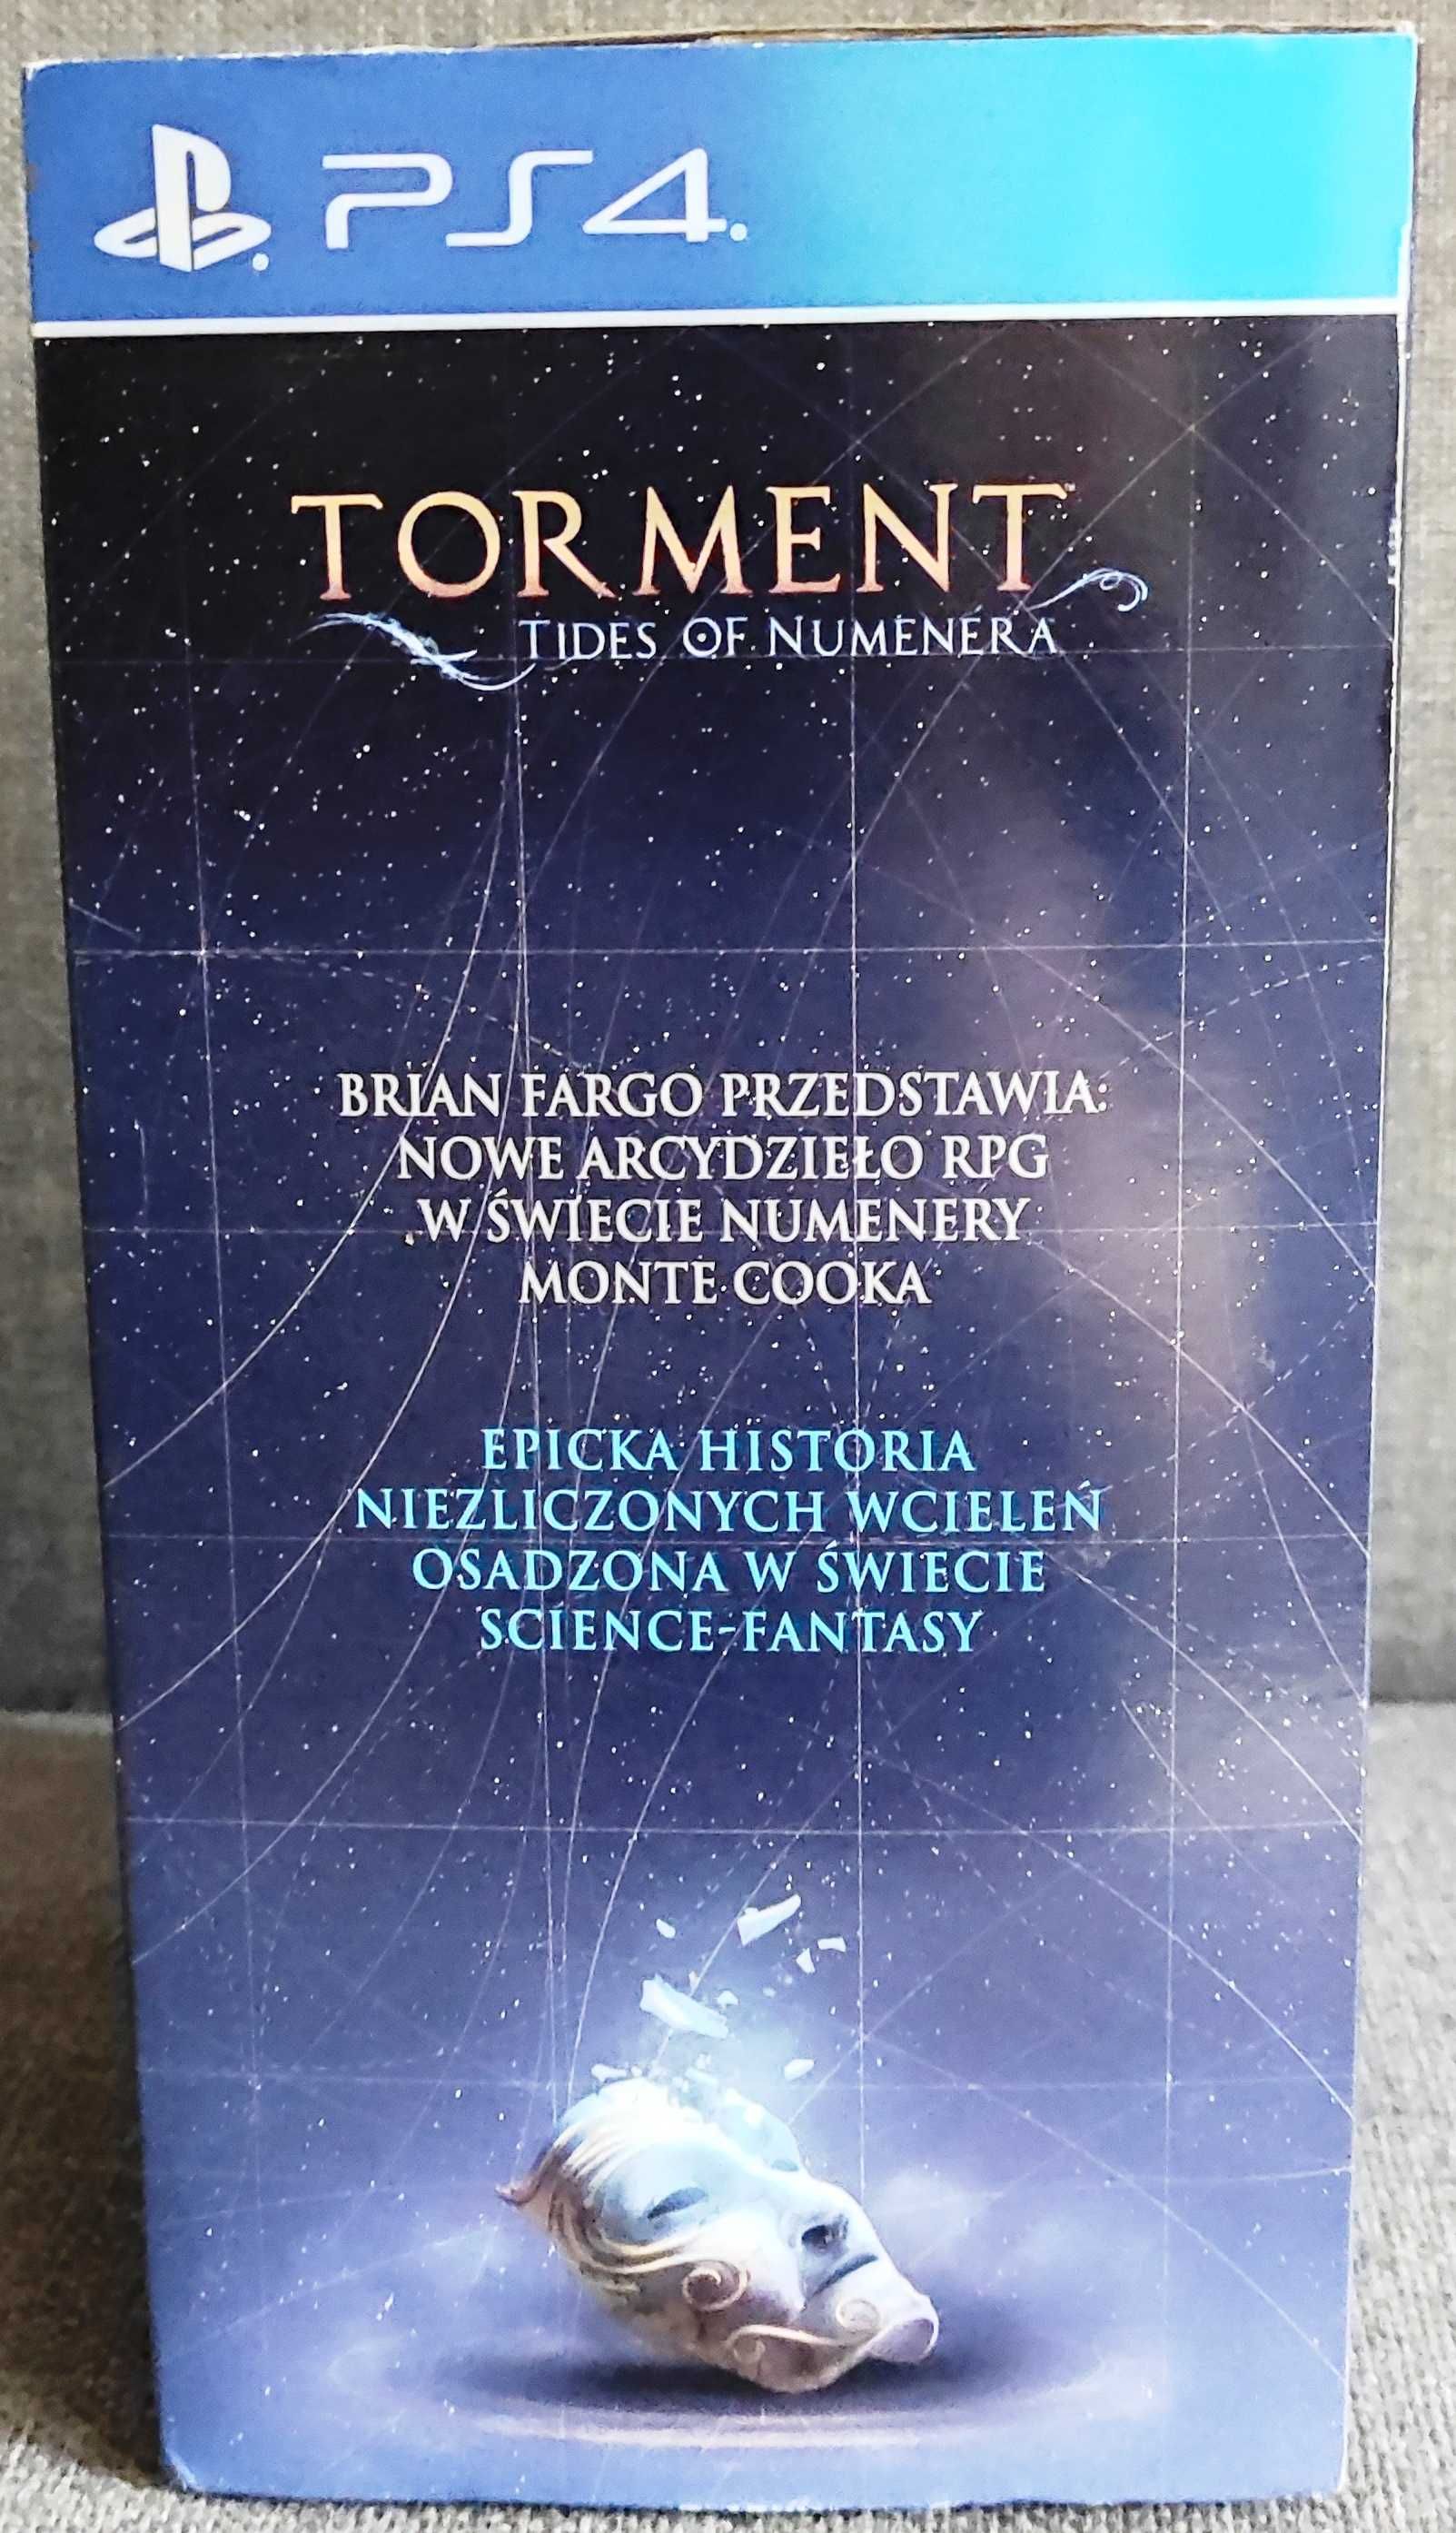 PS4
TORMENT™
TIDES OF NUMENERA
BRIAN FARGO PRZEDSTAWIA:
NOWE ARCYDZIEŁO RPG
W ŚWIECIE NUMENERY
MONTE COOKA
EPICKA HISTORIA
NIEZLICZONYCH WCIELEŃ
OSADZONA W ŚWIECIE
SCIENCE-FANTASY